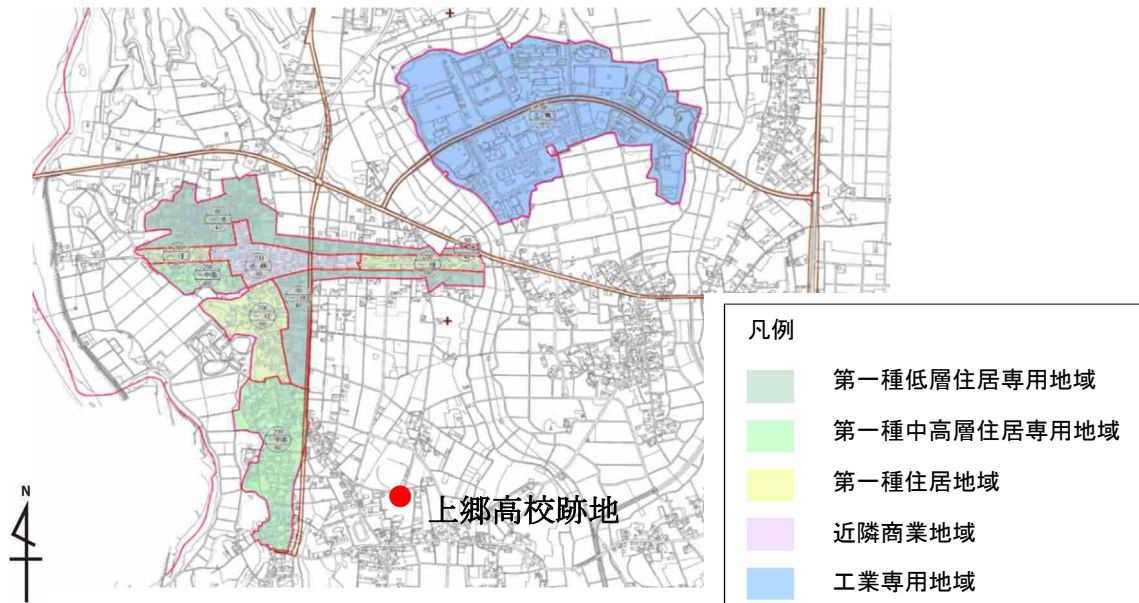 上郷高校跡地
N
凡例
第一種低層住居専用地域
第一種中高層住居専用地域
第一種住居地域
近隣商業地域
工業専用地域